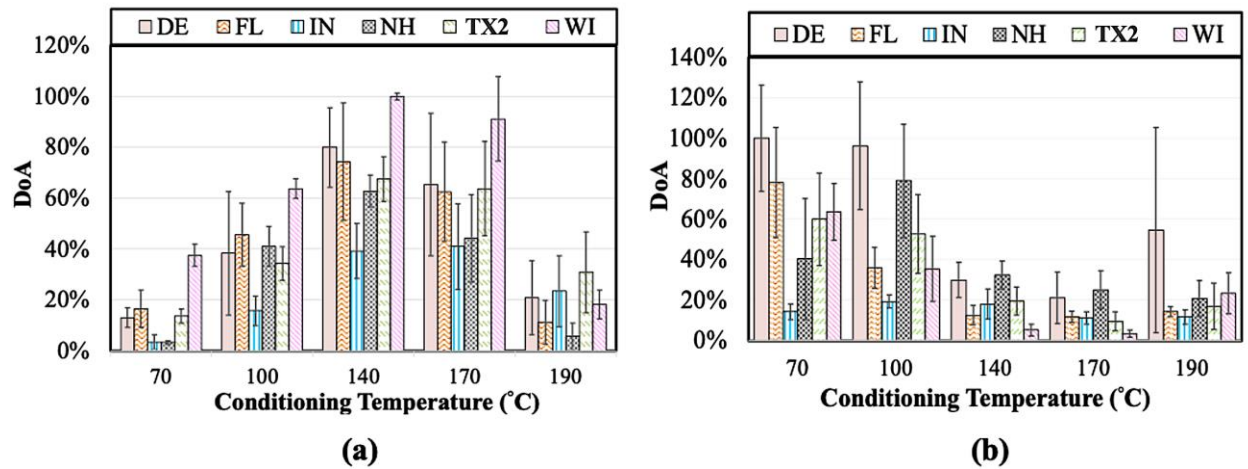 DE FL IN NH TX2 WI
120%
100%
80%
60%
40%
20%
0%
DoA
70 100 140 170 190
Conditioning Temperature (˚C)
(a)
DE FL IN NH TX2 WI
140%
120%
100%
80%
60%
40%
20%
0%
DoA
70 100 140 170 190
Conditioning Temperature (˚C)
(b)